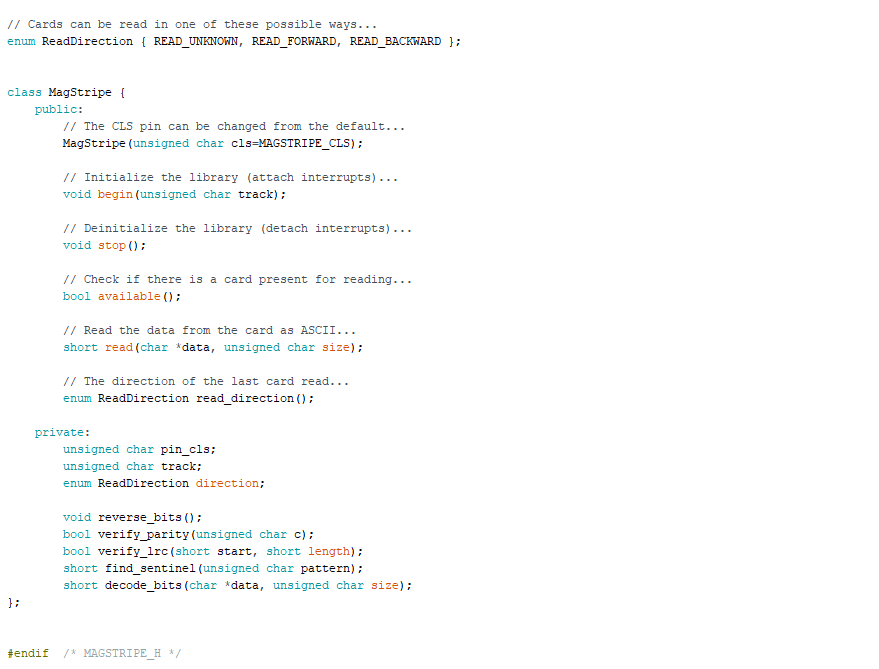 // Cards can be read in one of these possible ways...
enum ReadDirection { READ_UNKNOWN, READ_FORWARD, READ_BACKWARD };
class MagStripe {
public:
// The CLS pin can be changed from the default...
MagStripe(unsigned char cls=MAGSTRIPE_CLS);
// Initialize the library (attach interrupts)...
void begin(unsigned char track);
// Deinitialize the library (detach interrupts)...
void stop();
// Check if there is a card present for reading...
bool available();
// Read the data from the card as ASCII...
short read(char *data, unsigned char size);
// The direction of the last card read...
enum ReadDirection read_direction();
private:
unsigned char pin_cls;
unsigned char track;
enum ReadDirection direction;
void reverse_bits();
bool verify_parity(unsigned char c);
bool verify_lrc(short start, short length);
short find_sentinel(unsigned char pattern);
short decode_bits(char *data, unsigned char size);
};
#endif /* MAGSTRIPE_H */